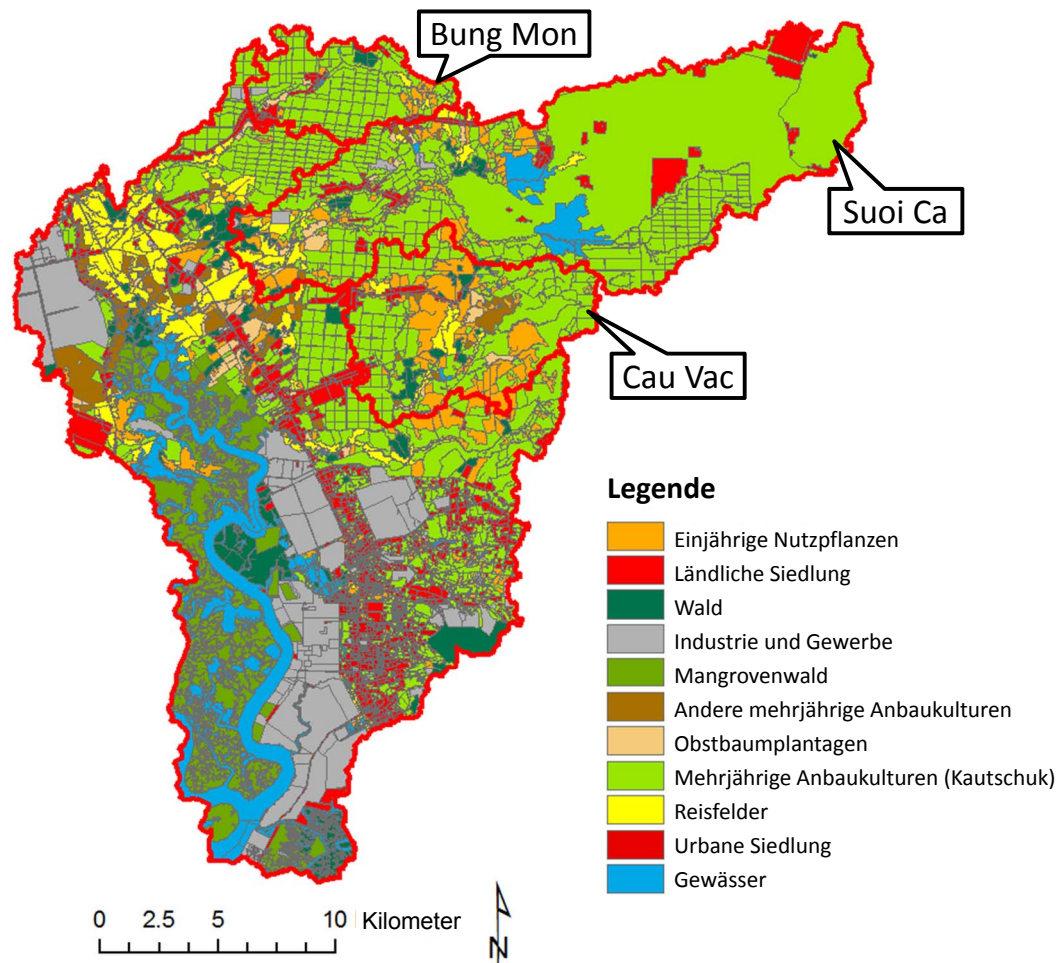 Bung Mon
Suoi Ca
Cau Vac
Legende
Einjährige Nutzpflanzen
Ländliche Siedlung
Wald
Industrie und Gewerbe
Mangrovenwald
Andere mehrjährige Anbaukulturen
Obstbaumplantagen
Mehrjährige Anbaukulturen (Kautschuk)
Reisfelder
Urbane Siedlung
Gewässer
0 2.5 5 10 Kilometer
N